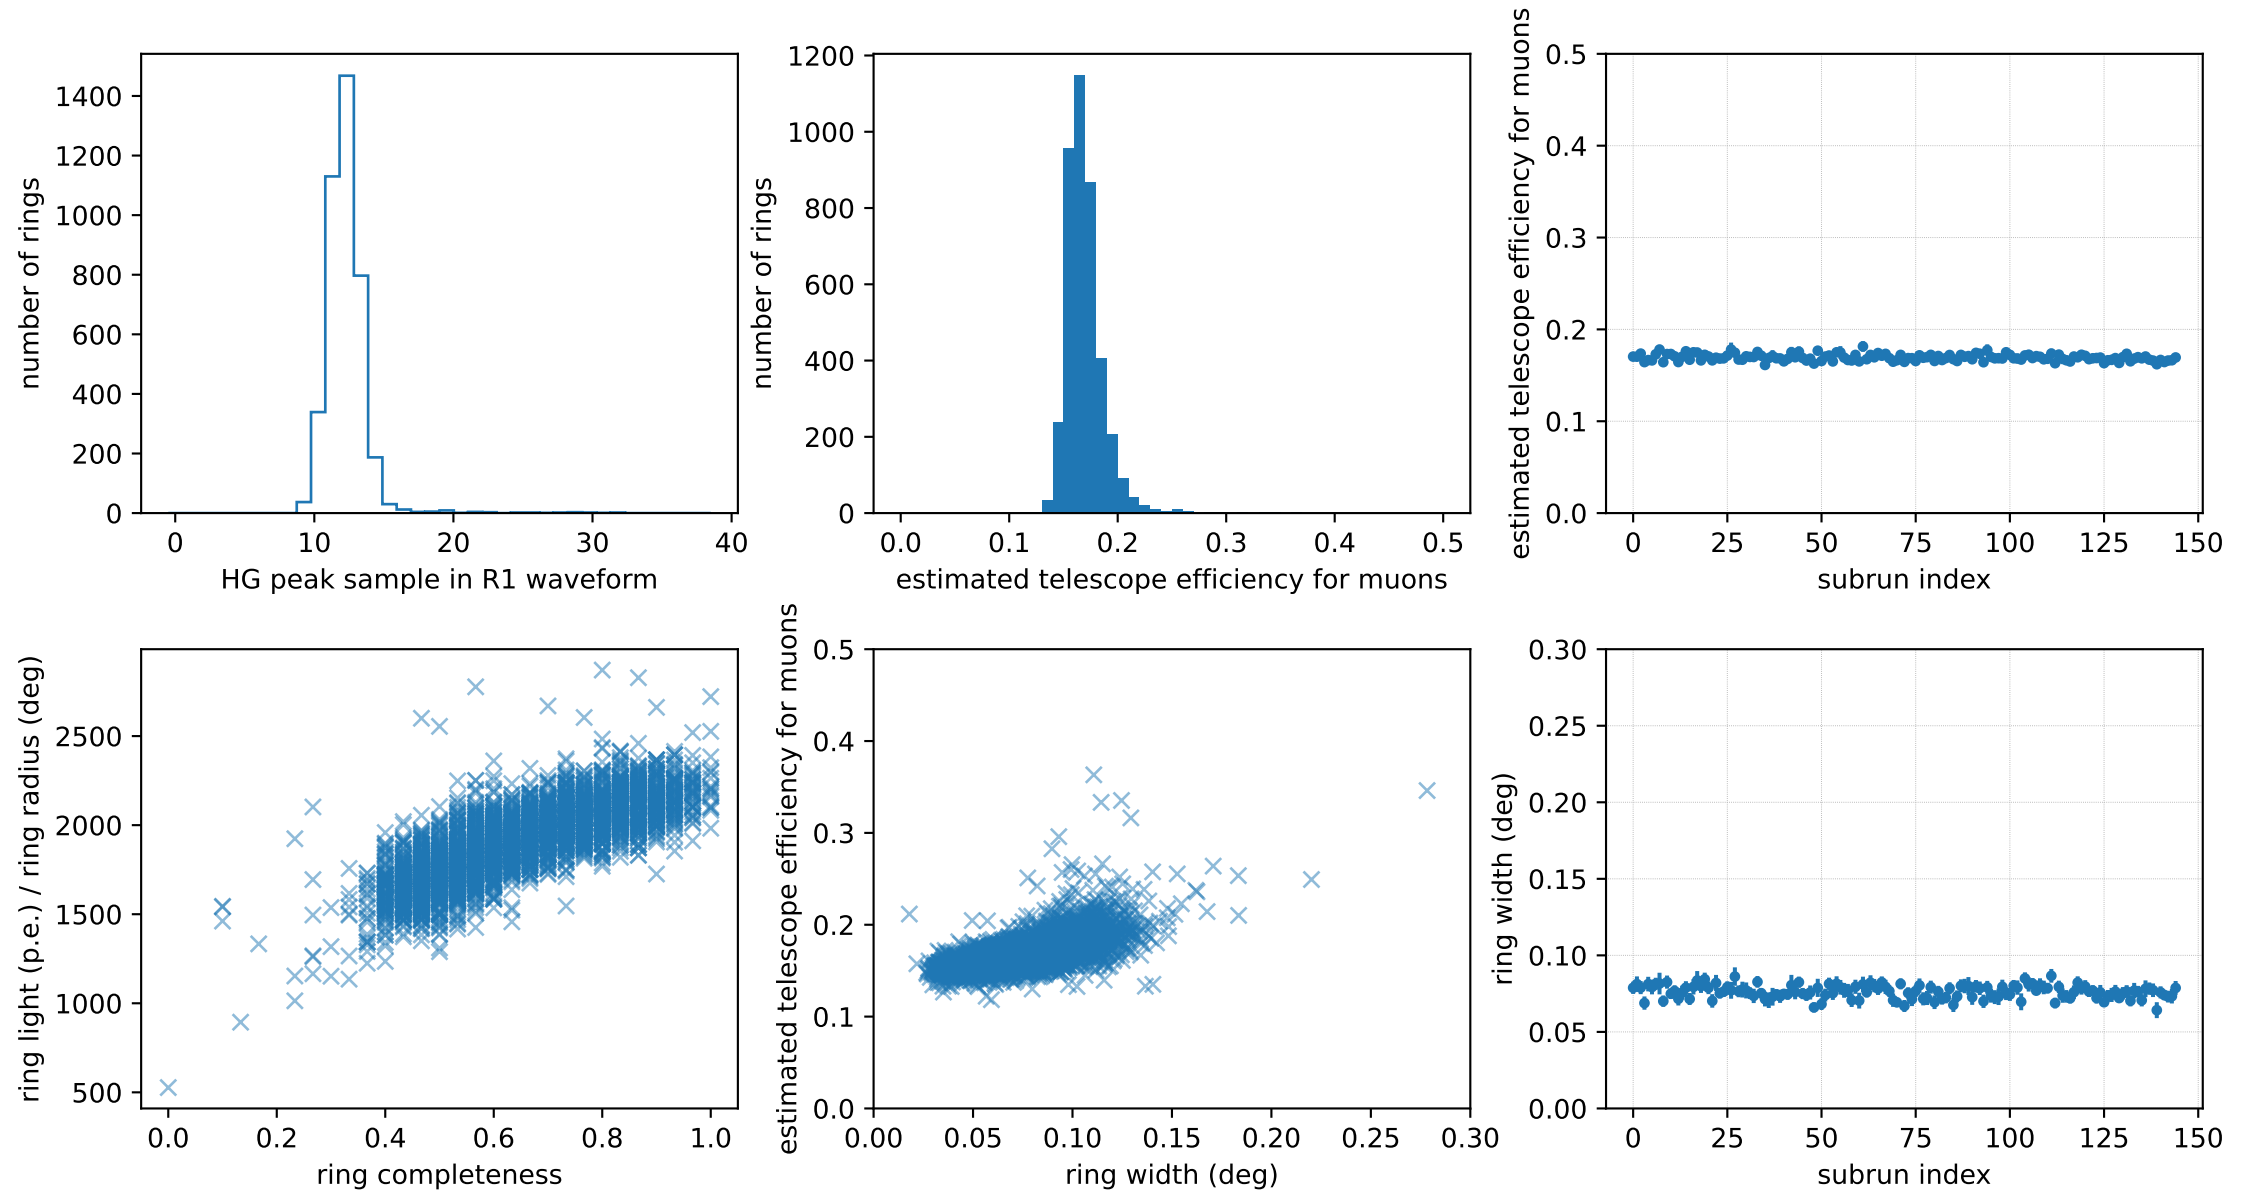 number of rings
1400
1200
1000
800
600
400
200
0
0 10 20 30 40
HG peak sample in R1 waveform
number of rings
1200
1000
800
600
400
200
0
0.0 0.1 0.2 0.3 0.4 0.5
estimated telescope efficiency for muons
estimated telescope efficiency for muons
0.5
0.4
0.3
0.2
0.1
0.0
0 25 50 75 100 125 150
subrun index
ring light (p.e.) / ring radius (deg)
2500
2000
1500
1000
500
0.0 0.2 0.4 0.6 0.8 1.0
ring completeness
estimated telescope efficiency for muons
0.5
0.4
0.3
0.2
0.1
0.0
0.00 0.05 0.10 0.15 0.20 0.25 0.30
ring width (deg)
ring width (deg)
0.30
0.25
0.20
0.15
0.10
0.05
0.00
0 25 50 75 100 125 150
subrun index